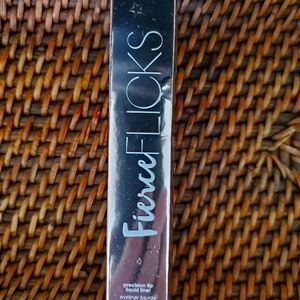 FierceFLICKS
precision tip
liquid liner
eyeliner liquide